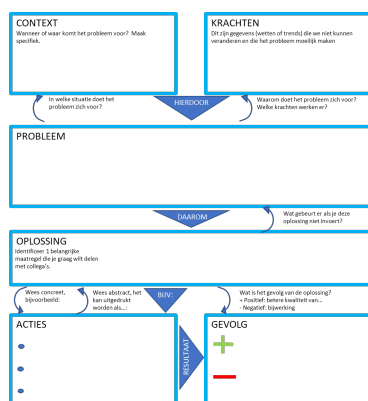 CONTEXT
Wanneer of waar komt het probleem voor? Maak
specifiek.
KRACHTEN
Dit zijn gegevens (wetten of trends) die we niet kunnen
veranderen en die het probleem moeilijk maken
In welke situatie doet het
probleem zich voor?
HIERDOOR
Waarom doet het probleem zich voor?
Welke krachten werken er?
PROBLEEM
DAAROM
Wat gebeurt er als je deze
oplossing niet invoert?
OPLOSSING
Identificeer 1 belangrijke
maatregel die je graag wilt delen
met collega's.
Wees concreet,
bijvoorbeeld:
Wees abstract, het
kan uitgedrukt
worden als...:
BIJV:
Wat is het gevolg van de oplossing?
+ Positief: betere kwaliteit van...
- Negatief: bijwerking
ACTIES
RESULTAAT
GEVOLG